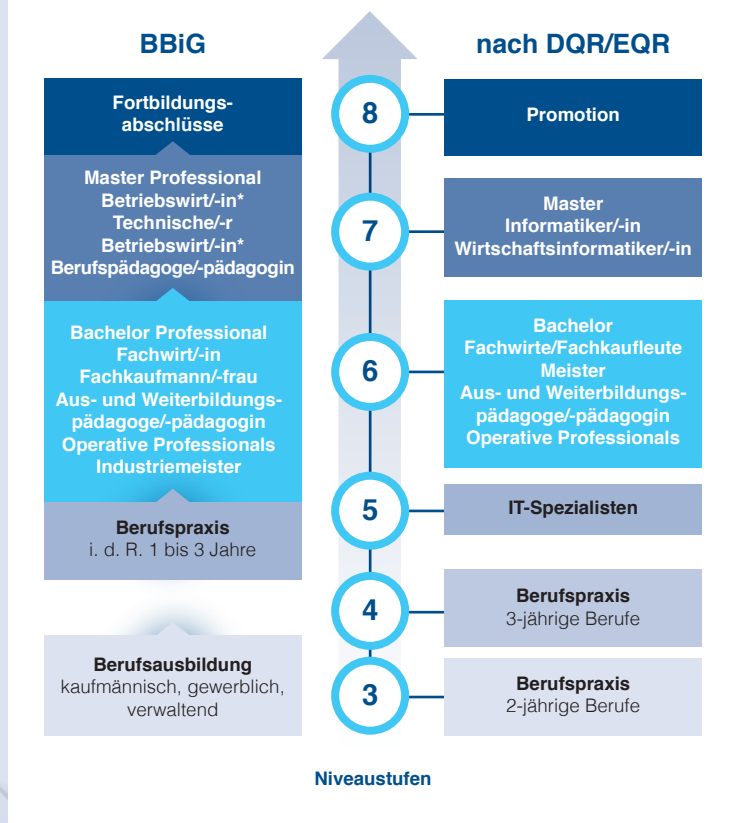 BBiG
Fortbildungs-
abschlüsse
Master Professional
Betriebswirt/-in*
Technische/-r
Betriebswirt/-in*
Berufspädagoge/-pädagogin
Bachelor Professional
Fachwirt/-in
Fachkaufmann/-frau
Aus- und Weiterbildungs-
pädagoge/-pädagogin
Operative Professionals
Industriemeister
Berufspraxis
i. d. R. 1 bis 3 Jahre
Berufsausbildung
kaufmännisch, gewerblich,
verwaltend
8
7
6
5
4
3
Niveaustufen
nach DQR/EQR
Promotion
Master
Informatiker/-in
Wirtschaftsinformatiker/-in
Bachelor
Fachwirte/Fachkaufleute
Meister
Aus- und Weiterbildungs-
pädagoge/-pädagogin
Operative Professionals
IT-Spezialisten
Berufspraxis
3-jährige Berufe
Berufspraxis
2-jährige Berufe